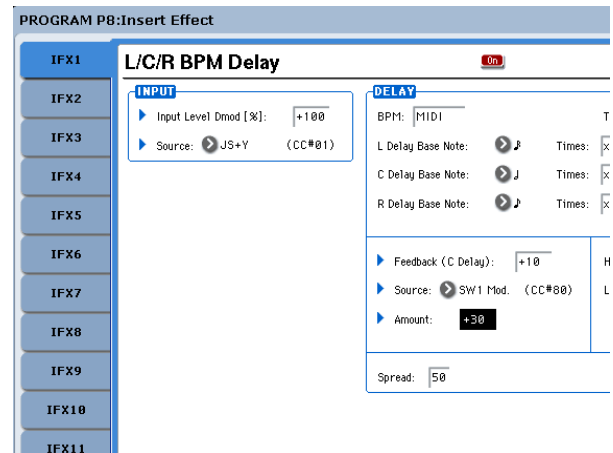 PROGRAM P8:Insert Effect
IFX1
IFX2
IFX3
IFX4
IFX5
IFX6
IFX7
IFX8
IFX9
IFX10
IFX11
L/C/R BPM Delay
On
INPUT
Input Level Dmod [%]: +100
Source: JS+Y (CC#01)
DELAY
BPM: MIDI T
L Delay Base Note: Times: x
C Delay Base Note: ♩ Times: x
R Delay Base Note: ♪ Times: x
Feedback (C Delay): +10 H
Source: SW1 Mod. (CC#80) L
Amount: +30
Spread: 50